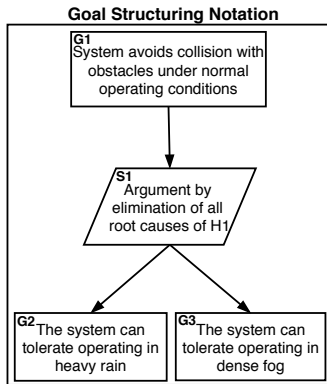 Goal Structuring Notation
G1
System avoids collision with
obstacles under normal
operating conditions
S1
Argument by
elimination of all
root causes of H1
G2
The system can
tolerate operating in
heavy rain
G3
The system can
tolerate operating in
dense fog